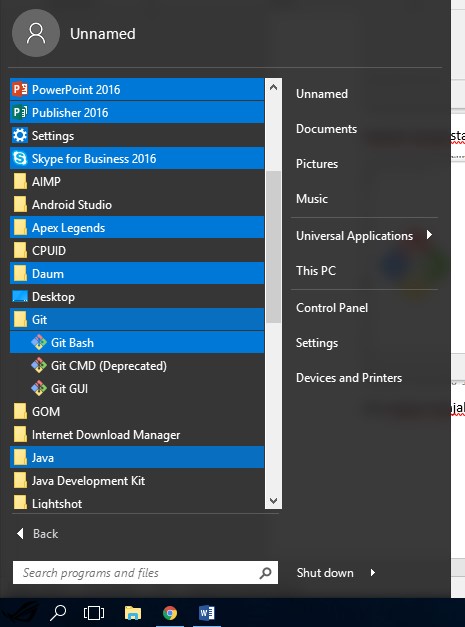 Unnamed
PowerPoint 2016
Publisher 2016
Settings
Skype for Business 2016
AIMP
Android Studio
Apex Legends
CPUID
Daum
Desktop
Git
Git Bash
Git CMD (Deprecated)
Git GUI
GOM
Internet Download Manager
Java
Java Development Kit
Lightshot
Back
Search programs and files
Unnamed
Documents
Pictures
Music
Universal Applications
This PC
Control Panel
Settings
Devices and Printers
Shut down